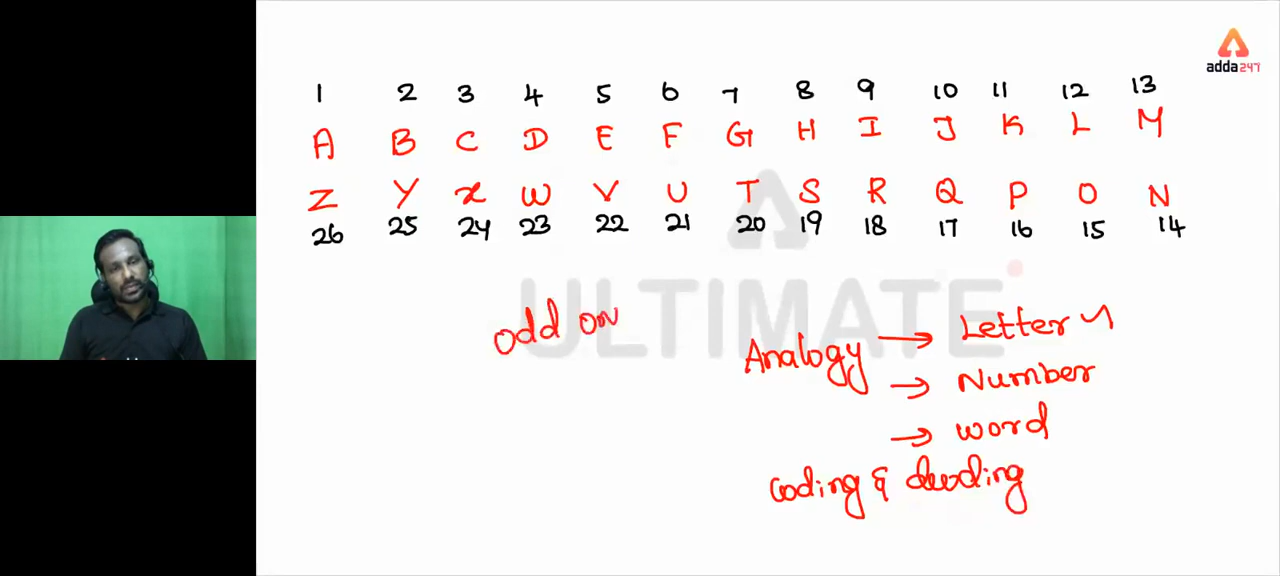 adda247
1 2 3 4 5 6 7 8 9 10 11 12 13
A B C D E F G H I J K L M
Z Y X W V U T S R Q P O N
26 25 24 23 22 21 20 19 18 17 16 15 14
ULTIMATE
odd on
Analogy → Letter
→ Number
→ word
coding & decoding